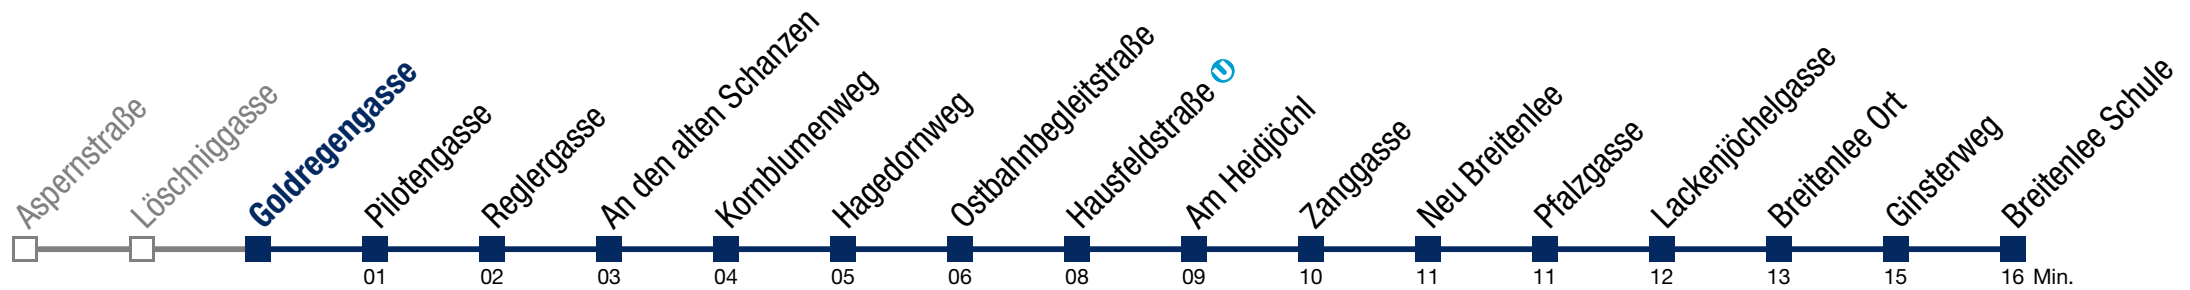 Aspernstraße
Löschniggasse
Goldregengasse
Pilotengasse
Reglergasse
An den alten Schanzen
Kornblumenweg
Hagedornweg
Ostbahnbegleitstraße
Hausfeldstraße U
Am Heidjöchl
Zanggasse
Neu Breitenlee
Pfalzgasse
Lackenjöchelgasse
Breitenlee Ort
Ginsterweg
Breitenlee Schule
01 02 03 04 05 06 08 09 10 11 11 12 13 15 16 Min.